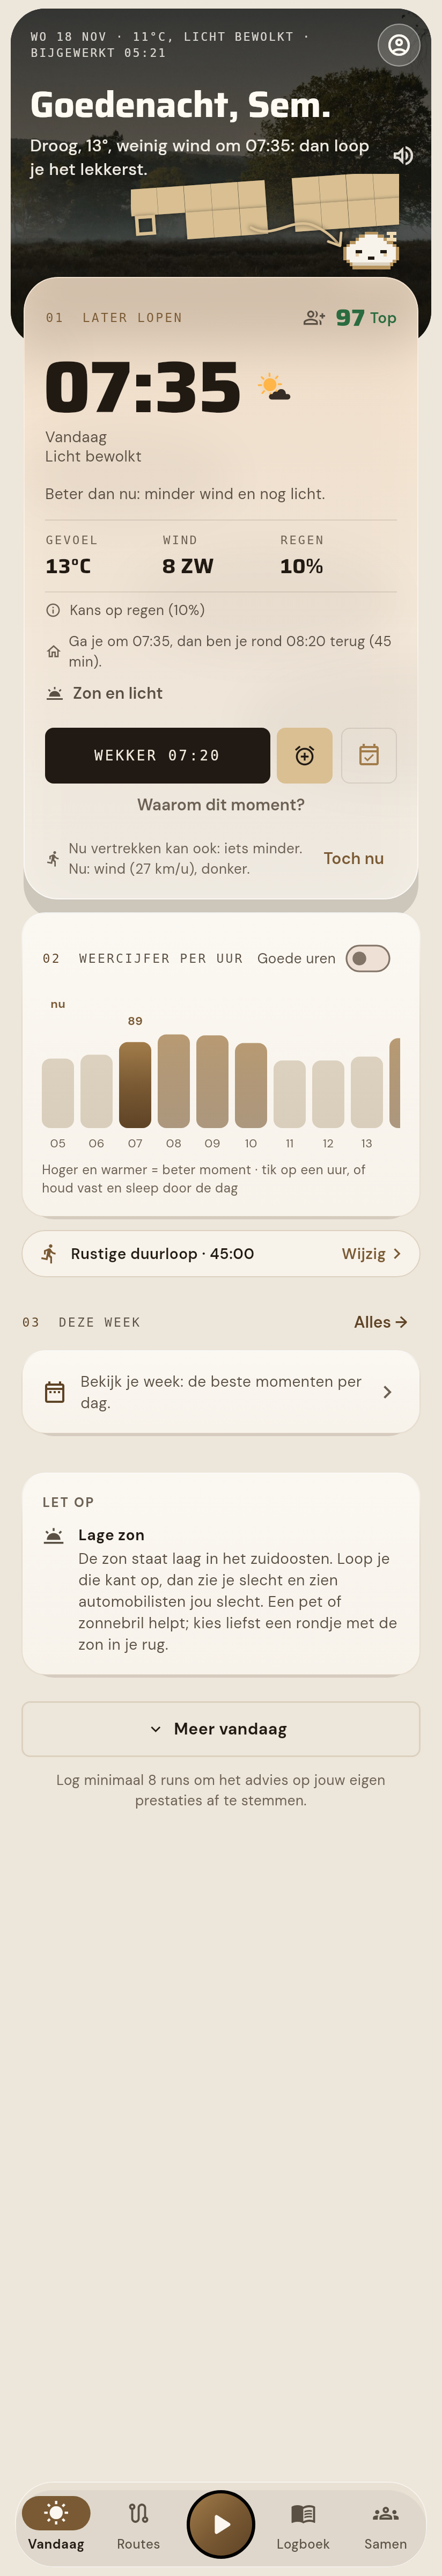 WO 18 NOV · 11°C, LICHT BEWOLKT ·
BIJGEWERKT 05:21
Goedenacht, Sem.
Droog, 13°, weinig wind om 07:35: dan loop
je het lekkerst.
01 LATER LOPEN
97 Top
07:35
Vandaag
Licht bewolkt
Beter dan nu: minder wind en nog licht.
GEVOEL WIND REGEN
13°C 8 ZW 10%
Kans op regen (10%)
Ga je om 07:35, dan ben je rond 08:20 terug (45
min).
Zon en licht
WEKKER 07:20
Waarom dit moment?
Nu vertrekken kan ook: iets minder.
Nu: wind (27 km/u), donker.
Toch nu
02 WEERCIJFER PER UUR Goede uren
nu
89
05 06 07 08 09 10 11 12 13
Hoger en warmer = beter moment · tik op een uur, of
houd vast en sleep door de dag
Rustige duurloop · 45:00 Wijzig
03 DEZE WEEK Alles
Bekijk je week: de beste momenten per
dag.
LET OP
Lage zon
De zon staat laag in het zuidoosten. Loop je
die kant op, dan zie je slecht en zien
automobilisten jou slecht. Een pet of
zonnebril helpt; kies liefst een rondje met de
zon in je rug.
Meer vandaag
Log minimaal 8 runs om het advies op jouw eigen
prestaties af te stemmen.
Vandaag Routes Logboek Samen